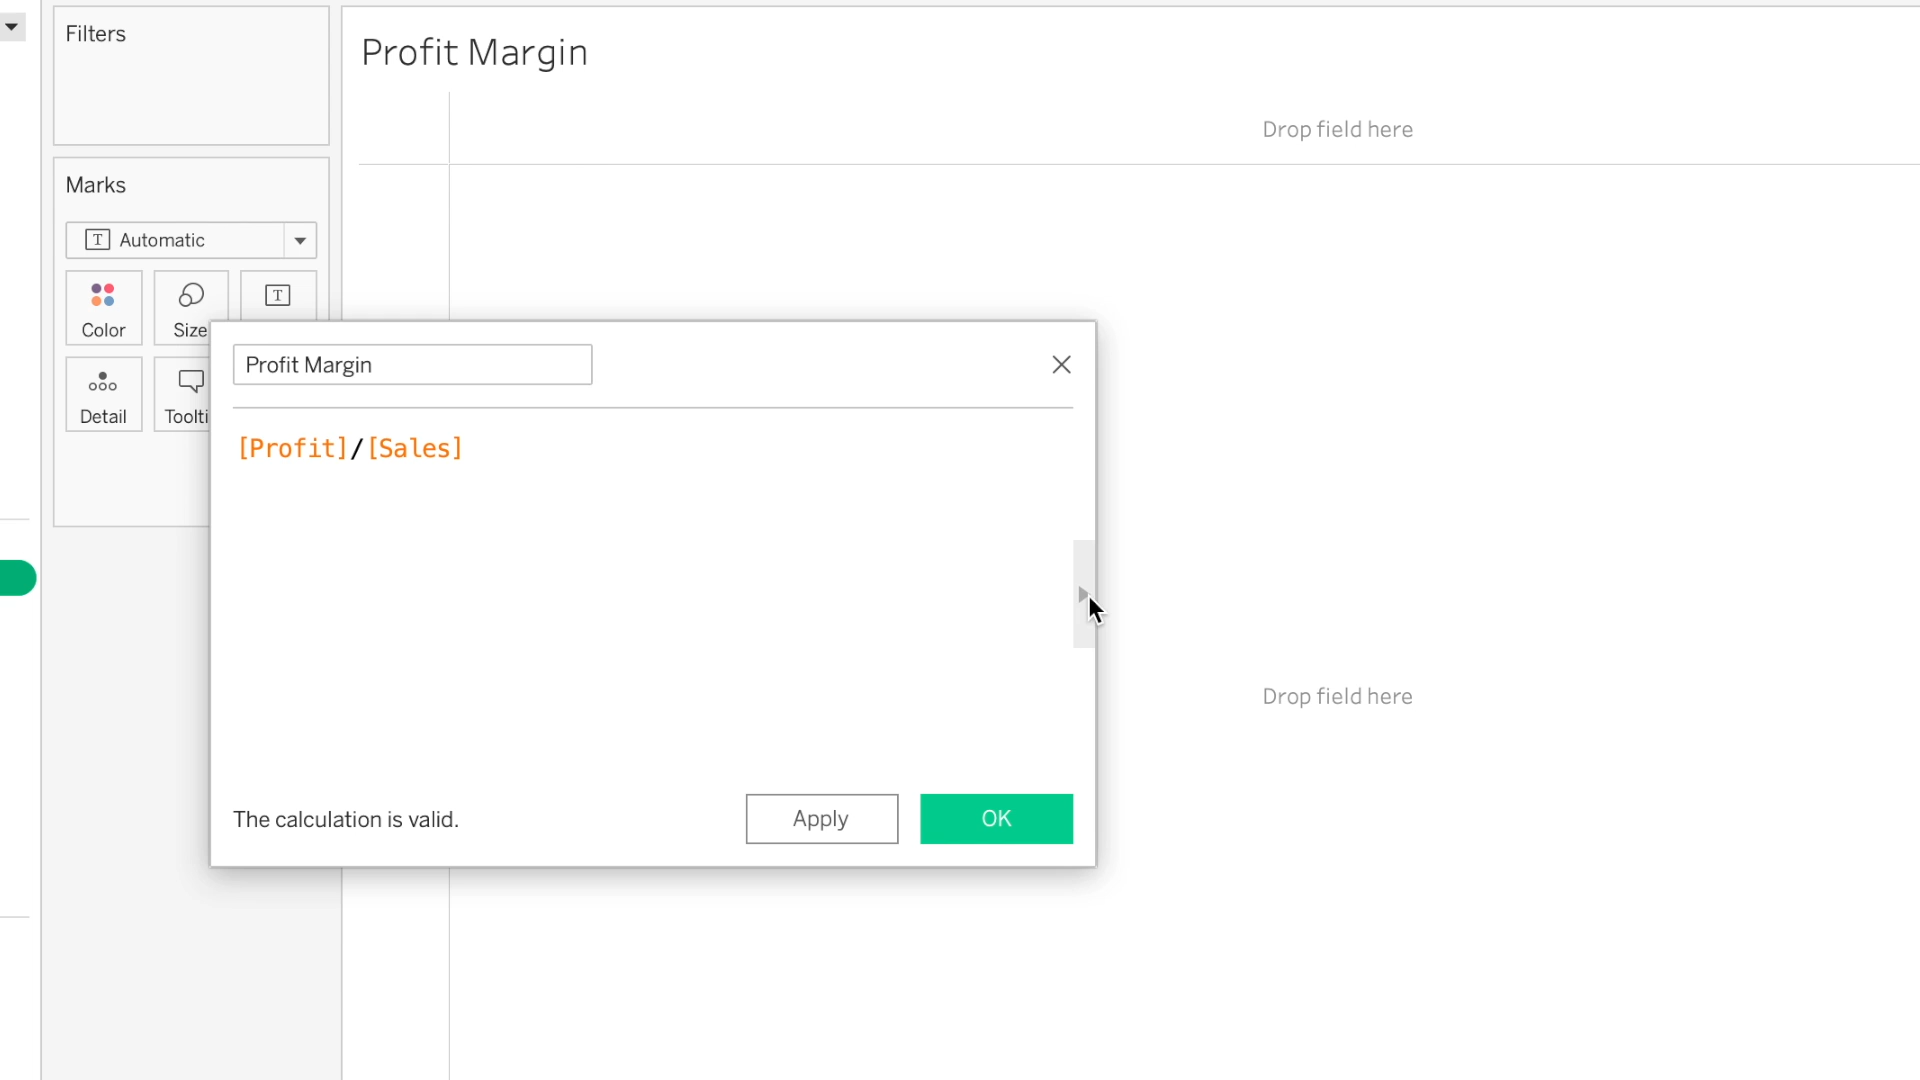 Filters
Profit Margin
Drop field here
Marks
T Automatic
T
Color
Size
Detail
Toolti
Profit Margin
[Profit]/[Sales]
Drop field here
The calculation is valid.
Apply
OK